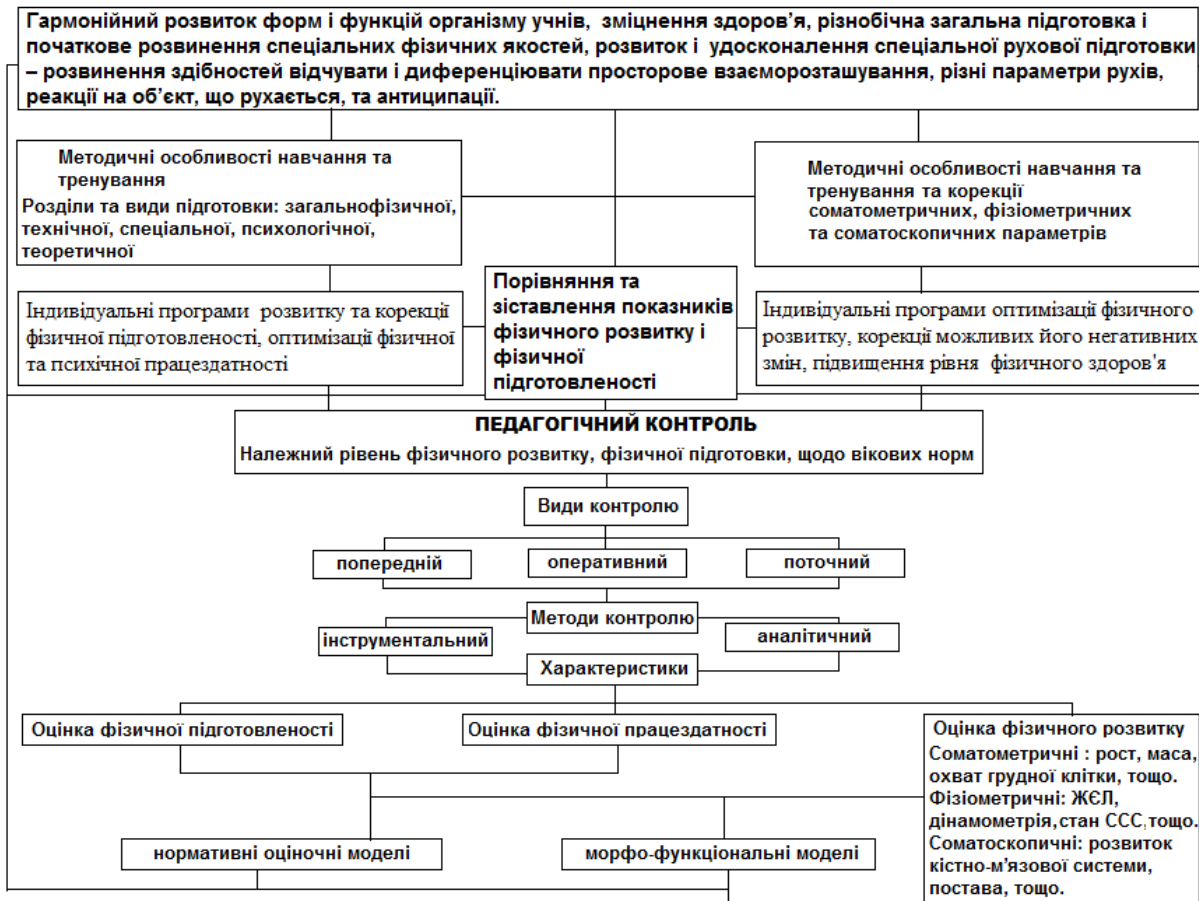 Гармонійний розвиток форм і функцій організму учнів, зміцнення здоров’я, різнобічна загальна підготовка і
початкове розвинення спеціальних фізичних якостей, розвиток і удосконалення спеціальної рухової підготовки
– розвинення здібностей відчувати і диференціювати просторове взаєморозташування, різні параметри рухів,
реакції на об’єкт, що рухається, та антиципації.
Методичні особливості навчання та
тренування
Розділи та види підготовки: загальнофізичної,
технічної, спеціальної, психологічної,
теоретичної
Методичні особливості навчання та
тренування та корекції
соматометричних, фізіометричних
та соматоскопичних параметрів
Порівняння та
зіставлення показників
фізичного розвитку і
фізичної
підготовленості
Індивідуальні програми розвитку та корекції
фізичної підготовленості, оптимізації фізичної
та психічної працездатності
Індивідуальні програми оптимізації фізичного
розвитку, корекції можливих його негативних
змін, підвищення рівня фізичного здоров'я
ПЕДАГОГІЧНИЙ КОНТРОЛЬ
Належний рівень фізичного розвитку, фізичної підготовки, щодо вікових норм
Види контролю
попередній
оперативний
поточний
Методи контролю
інструментальний
аналітичний
Характеристики
Оцінка фізичної підготовленості
Оцінка фізичної працездатності
Оцінка фізичного розвитку
Соматометричні : рост, маса,
охват грудної клітки, тощо.
Фізіометричні: ЖЄЛ,
дінамометрія,стан ССС,тощо.
Соматоскопичні: розвиток
кістно-м’язової системи,
постава, тощо.
нормативні оціночні моделі
морфо-функціональні моделі